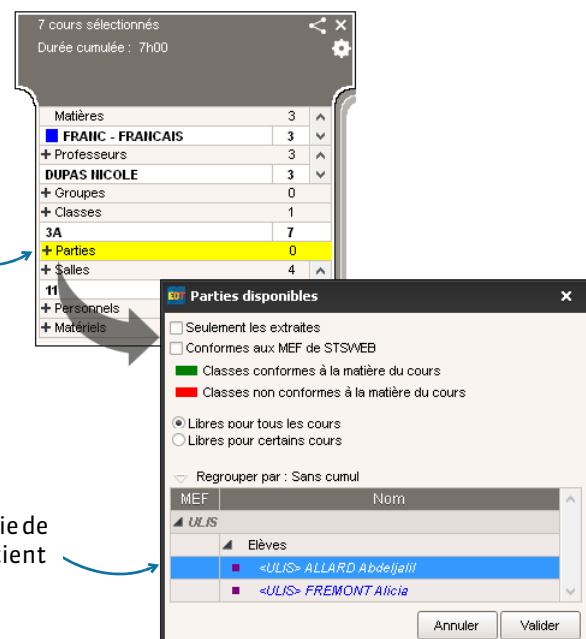 7 cours sélectionnés
Durée cumulée : 7h00
Matières 3
FRANC - FRANCAIS 3
+ Professeurs 3
DUPAS NICOLE 3
+ Groupes 0
+ Classes 1
3A 7
+ Parties 0
+ Salles 4
11
+ Personnels
+ Matériels
EDT Parties disponibles
Seulement les extraites
Conformes aux MEF de STSWEB
Classes conformes à la matière du cours
Classes non conformes à la matière du cours
Libres pour tous les cours
Libres pour certains cours
Regrouper par : Sans cumul
MEF Nom
ULIS
Elèves
<ULIS> ALLARD Abdeljalil
<ULIS> FREMONT Alicia
ie de
tient
Annuler Valider